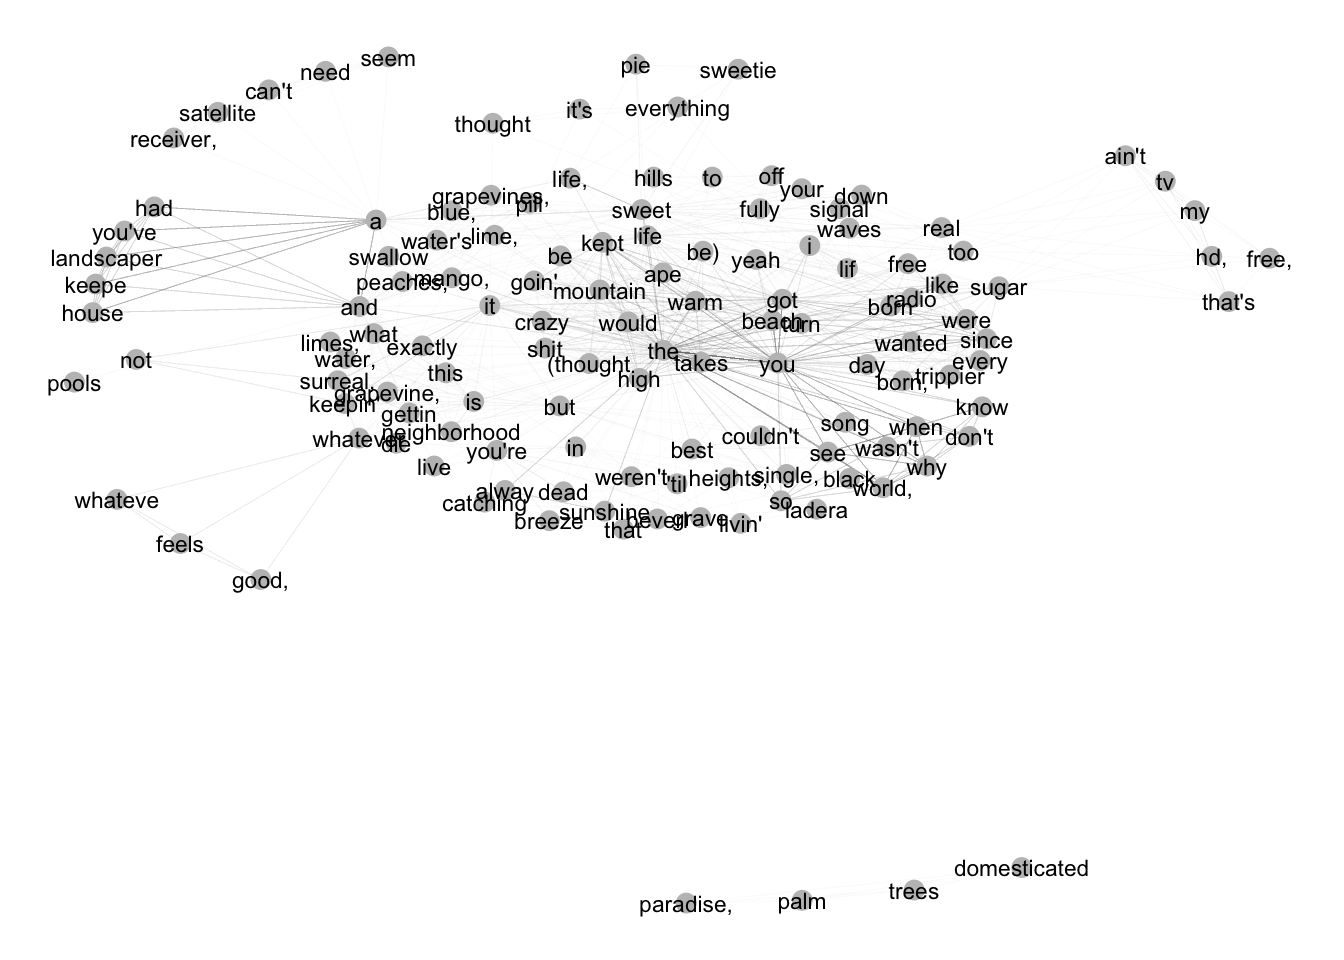 seem
need
can't
satellite
receiver,
pie
sweetie
it's
everything
thought
ain't
tv
my
hd,
free,
that's
life,
hills
to
off
your
down
grapevines,
pill,
blue,
sweet
fully
signal
waves
real
too
had
you've
landscaper
keepe
house
a
water's
lime,
kept
life
be)
i
swallow
be
ape
yeah
lif
free
peaches,
mango,
goin'
mountain
warm
got
born
radio
like
sugar
and
it
crazy
would
beach
turn
were
not
pools
limes,
what
water,
exactly
shit
(thought
the
takes
you
high
wanted
since
every
day
born,
trippier
surreal,
keepin'
grapevine,
this
gettin
is
but
know
whatever
die
neighborhood
you're
live
in
best
couldn't
song
when
don't
see
wasn't
why
black
world,
alway
catching
dead
breeze
weren't
'til
heights,
single,
so
ladera
sunshine
that
beverl
grave
livin'
whateve
feels
good,
domesticated
trees
palm
paradise,